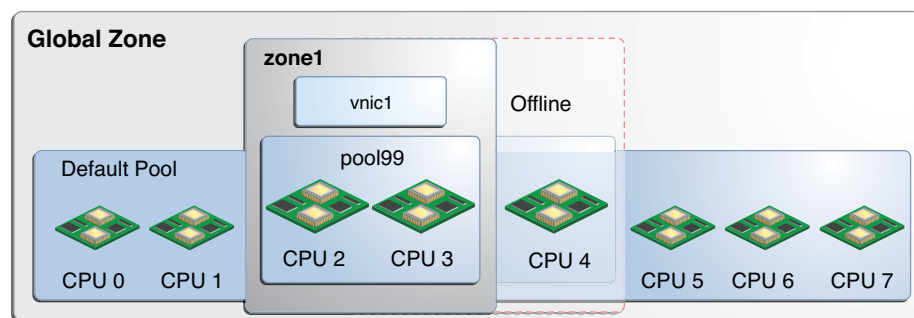 Global Zone
zone1
vnic1
Offline
Default Pool
pool99
CPU 0
CPU 1
CPU 2
CPU 3
CPU 4
CPU 5
CPU 6
CPU 7